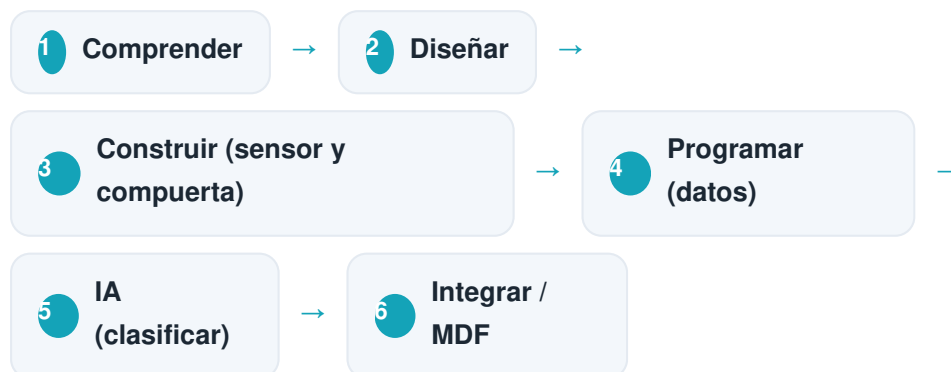 1 Comprender → 2 Diseñar →
3 Construir (sensor y
compuerta) → 4 Programar
(datos) →
5 IA
(clasificar) → 6 Integrar /
MDF